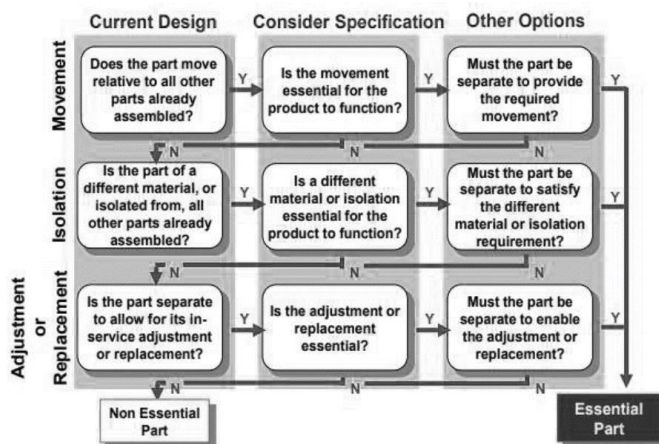 Current Design
Consider Specification
Other Options
Movement
Does the part move
relative to all other
parts already
assembled?
Y
Is the movement
essential for the
product to function?
Y
Must the part be
separate to provide
the required
movement?
Y
N
N
N
Isolation
Is the part of a
different material, or
isolated from, all
other parts already
assembled?
Y
Is a different
material or isolation
essential for the
product to function?
Y
Must the part be
separate to satisfy
the different
material or isolation
requirement?
Y
N
N
N
Adjustment
or
Replacement
Is the part separate
to allow for its in-
service adjustment
or replacement?
Y
Is the adjustment or
replacement
essential?
Y
Must the part be
separate to enable
the adjustment or
replacement?
Y
N
N
N
Non Essential
Part
Essential
Part